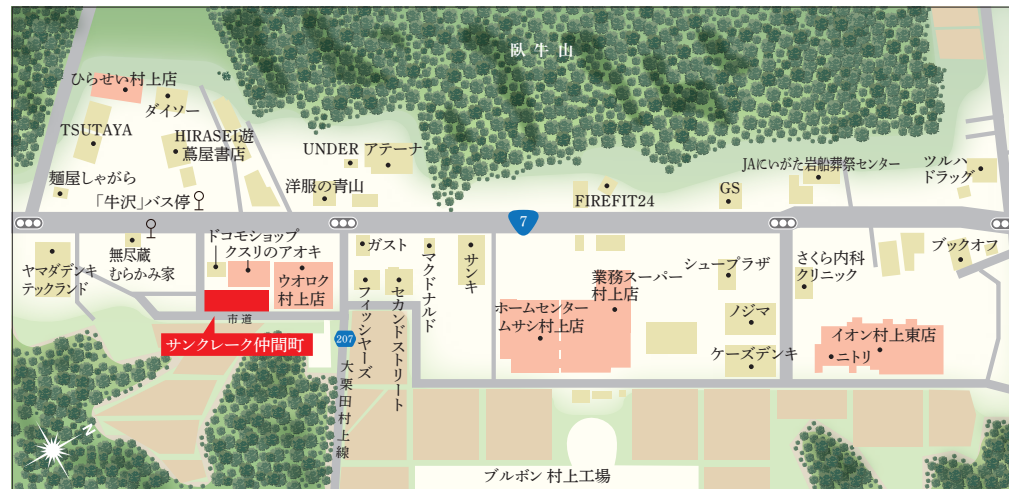 臥牛山
ひらせい村上店
ダイソー
TSUTAYA
HIRASEI遊
蔦屋書店
UNDER
アテーナ
麺屋しゃがら
「牛沢」バス停
洋服の青山
FIREFIT24
GS
JAにいがた岩船葬祭センター
ツルハ
ドラッグ
7
ヤマダデンキ
テックランド
無尽蔵
むらかみ家
ドコモショップ
クスリのアオキ
ウオロク
村上店
ガスト
フィッシャーズ
セカンドストリート
マクドナルド
サンキ
ホームセンター
ムサシ村上店
業務スーパー
村上店
シュープラザ
ノジマ
ケーズデンキ
さくら内科
クリニック
ブックオフ
イオン村上東店
ニトリ
市道
サンクレーク仲間町
207
大栗田村上線
ブルボン 村上工場
N